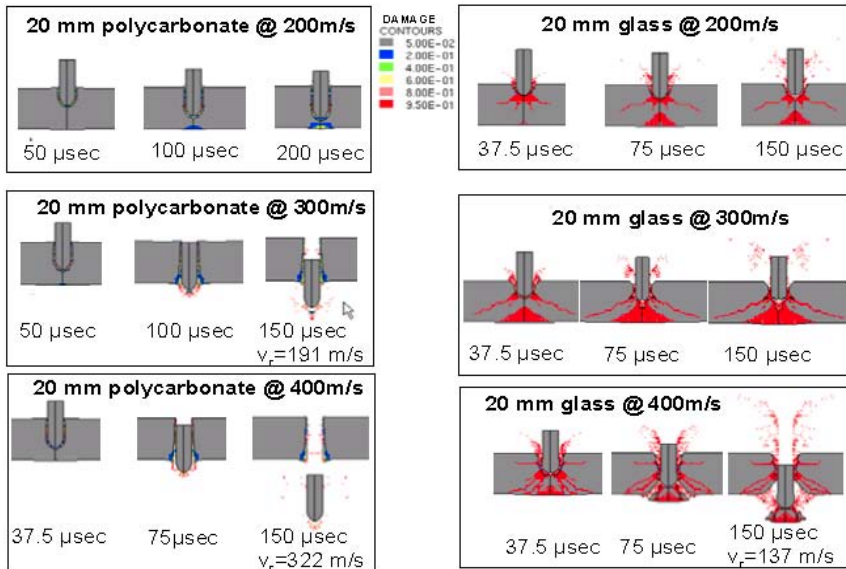 20 mm polycarbonate @ 200m/s
50 µsec
100 µsec
200 µsec
DAMAGE
CONTOURS
5.00E-02
2.00E-01
4.00E-01
6.00E-01
8.00E-01
9.50E-01
20 mm glass @ 200m/s
37.5 µsec
75 µsec
150 µsec
20 mm polycarbonate @ 300m/s
50 µsec
100 µsec
150 µsec
vr=191 m/s
20 mm glass @ 300m/s
37.5 µsec
75 µsec
150 µsec
20 mm polycarbonate @ 400m/s
37.5 µsec
75µsec
150 µsec
vr=322 m/s
20 mm glass @ 400m/s
37.5 µsec
75 µsec
150 µsec
vr=137 m/s